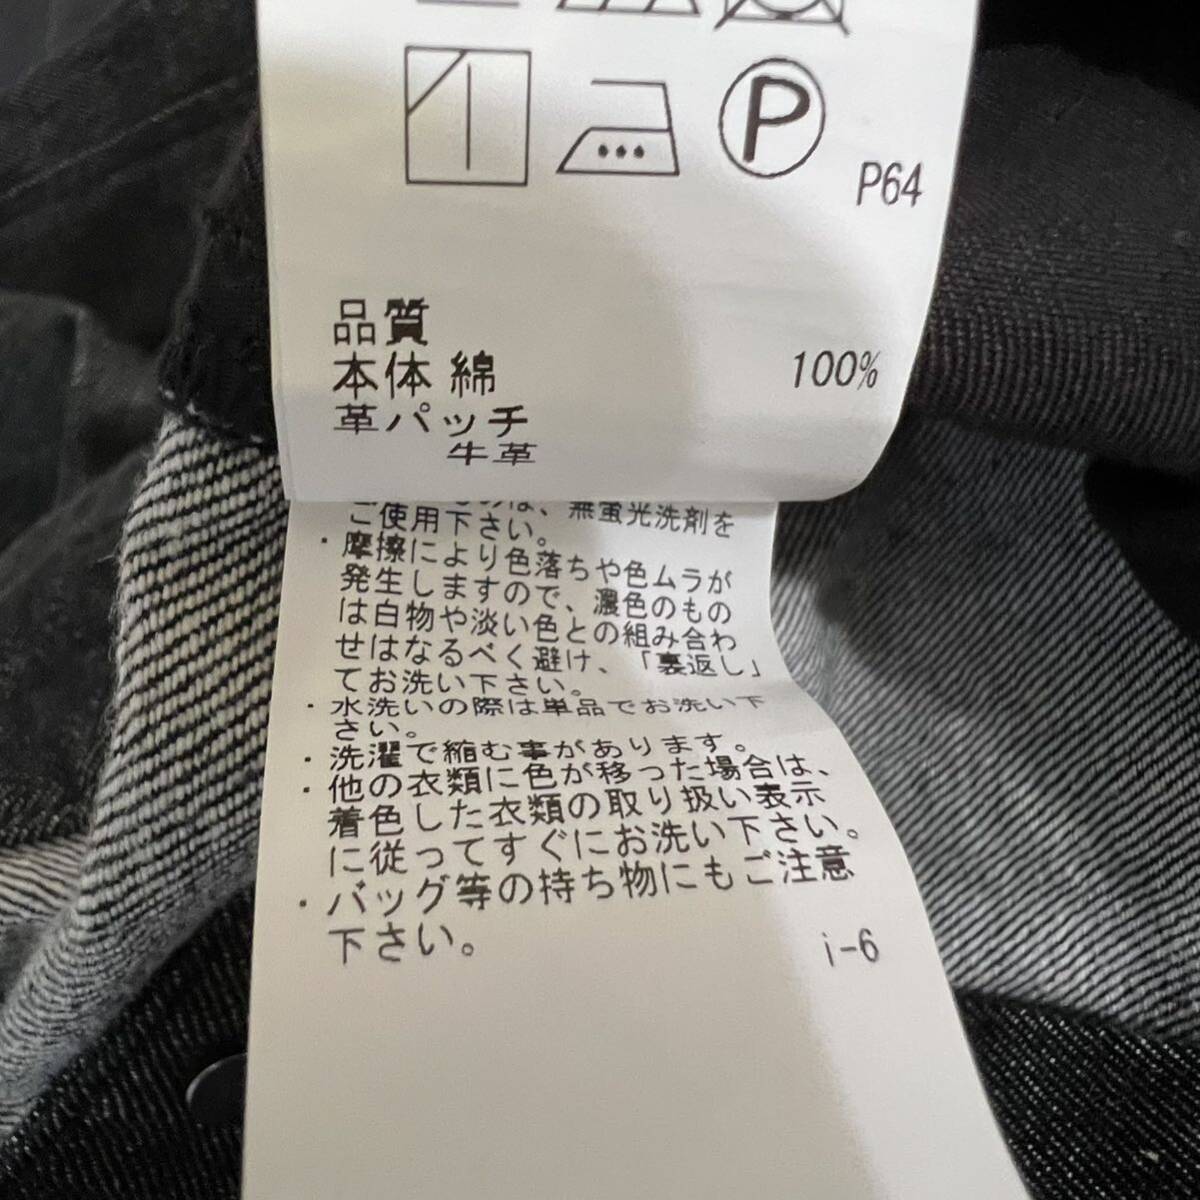 P
P64
品質
本体 綿 100%
革パッチ
牛革
無蛍光洗剤を
ご使用下さい。
・摩擦により色落ちや色ムラが
発生しますので、濃色のもの
は白物や淡い色との組み合わ
せはなるべく避け、「裏返し」
てお洗い下さい。
・水洗いの際は単品でお洗い下
さい。
・洗濯で縮む事があります。
・他の衣類に色が移った場合は、
着色した衣類の取り扱い表示
に従ってすぐにお洗い下さい。
・バッグ等の持ち物にもご注意
下さい。
i-6